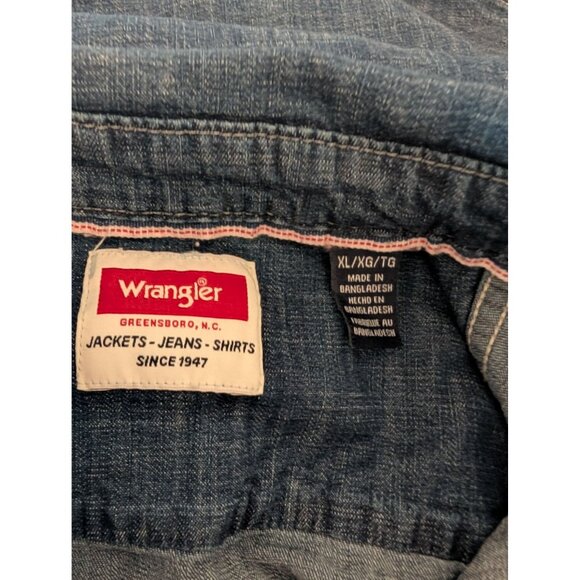 Wrangler®
GREENSBORO, N.C.
JACKETS - JEANS - SHIRTS
SINCE 1947
XL/XG/TG
MADE IN
BANGLADESH
HECHO EN
BANGLADESH
FABRIQUE AU
BANGLADESH